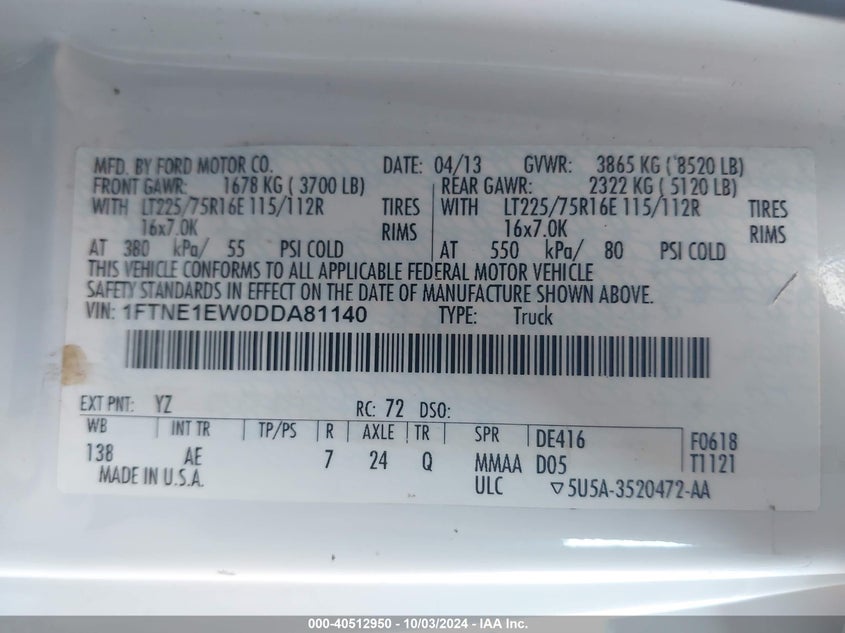 MFD. BY FORD MOTOR CO. DATE: 04/13 GVWR: 3865 KG ( 8520 LB)
FRONT GAWR: 1678 KG ( 3700 LB) REAR GAWR: 2322 KG ( 5120 LB)
WITH LT225/75R16E 115/112R TIRES WITH LT225/75R16E 115/112R TIRES
16x7.0K RIMS 16x7.0K RIMS
AT 380 kPa/ 55 PSI COLD AT 550 kPa/ 80 PSI COLD
THIS VEHICLE CONFORMS TO ALL APPLICABLE FEDERAL MOTOR VEHICLE
SAFETY STANDARDS IN EFFECT ON THE DATE OF MANUFACTURE SHOWN ABOVE.
VIN: 1FTNE1EW0DDA81140 TYPE: Truck
EXT PNT: YZ RC: 72 DSO:
WB INT TR TP/PS R AXLE TR SPR DE416 F0618
138 AE 7 24 Q MMAA D05 T1121
MADE IN U.S.A. ULC ▽5U5A-3520472-AA
000-40512950 - 10/03/2024 - IAA Inc.